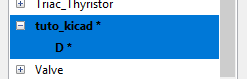 Triac_Thyristor
tuto_kicad *
D *
Valve